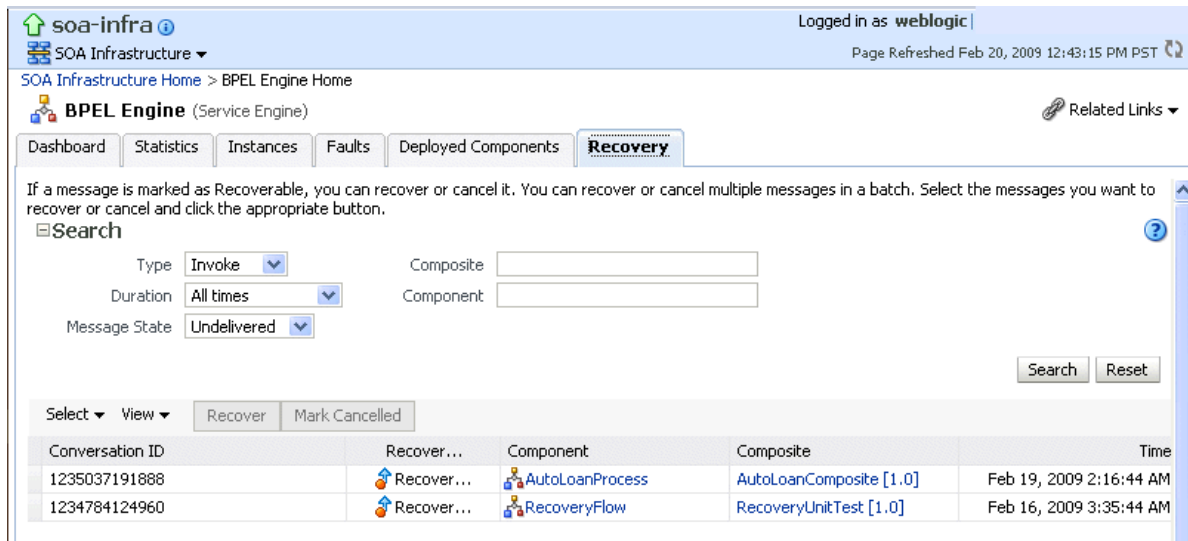 soa-infra
Logged in as weblogic|
SOA Infrastructure
Page Refreshed Feb 20, 2009 12:43:15 PM PST
SOA Infrastructure Home > BPEL Engine Home
BPEL Engine (Service Engine)
Related Links
Dashboard Statistics Instances Faults Deployed Components Recovery
If a message is marked as Recoverable, you can recover or cancel it. You can recover or cancel multiple messages in a batch. Select the messages you want to
recover or cancel and click the appropriate button.
Search
Type Invoke Composite
Duration All times Component
Message State Undelivered
Search Reset
Select View Recover Mark Cancelled
Conversation ID Recover... Component Composite Time
1235037191888 Recover... AutoLoanProcess AutoLoanComposite [1.0] Feb 19, 2009 2:16:44 AM
1234784124960 Recover... RecoveryFlow RecoveryUnitTest [1.0] Feb 16, 2009 3:35:44 AM